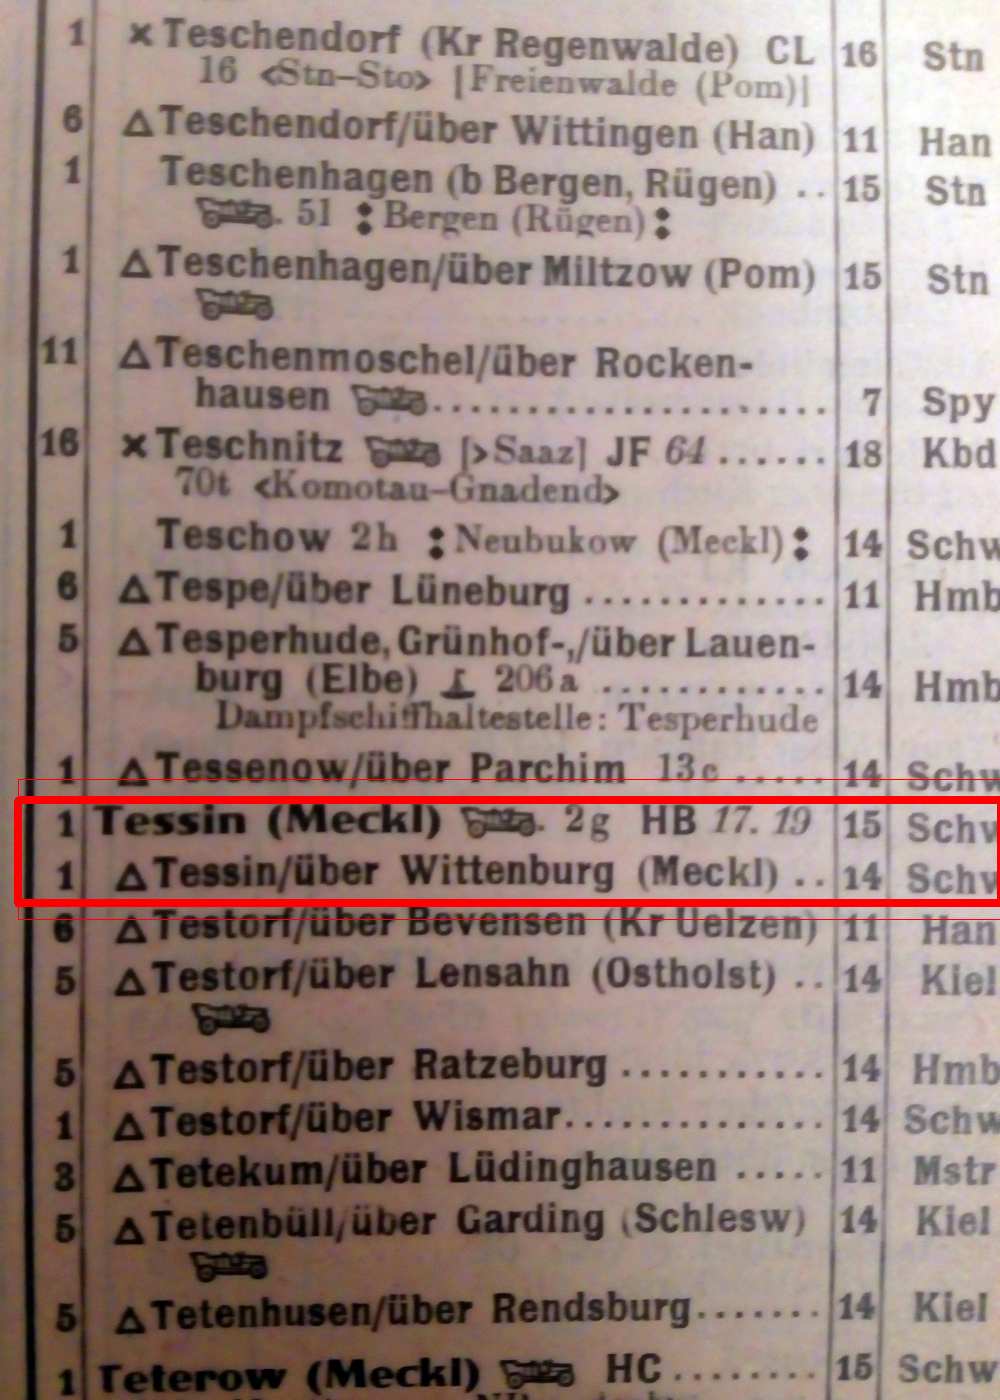 1 × Teschendorf (Kr Regenwalde) CL 16 Stn
16 <Stn–Sto> [Freienwalde (Pom)]
6 △ Teschendorf/über Wittingen (Han) 11 Han
1 Teschenhagen (b Bergen, Rügen) .. 15 Stn
. 51 : Bergen (Rügen) :
1 △ Teschenhagen/über Miltzow (Pom) 15 Stn
11 △ Teschenmoschel/über Rocken-
hausen ..................... 7 Spy
16 × Teschnitz [>Saaz] JF 64 ...... 18 Kbd
70t <Komotau–Gnadend>
1 Teschow 2h : Neubukow (Meckl) : 14 Schw
6 △ Tespe/über Lüneburg ............. 11 Hmb
5 △ Tesperhude, Grünhof-,/über Lauen-
burg (Elbe) 206a ............ 14 Hmb
Dampfschiffhaltestelle: Tesperhude
1 △ Tessenow/über Parchim 13c ..... 14 Schw
1 Tessin (Meckl) . 2g HB 17. 19 15 Schw
1 △ Tessin/über Wittenburg (Meckl) .. 14 Schw
6 △ Testorf/über Bevensen (Kr Uelzen) 11 Han
5 △ Testorf/über Lensahn (Ostholst) .. 14 Kiel
5 △ Testorf/über Ratzeburg ........... 14 Hmb
1 △ Testorf/über Wismar .............. 14 Schw
3 △ Tetekum/über Lüdinghausen ..... 11 Mstr
5 △ Tetenbüll/über Garding (Schlesw) 14 Kiel
5 △ Tetenhusen/über Rendsburg ....... 14 Kiel
1 Teterow (Meckl) HC ........ 15 Schw